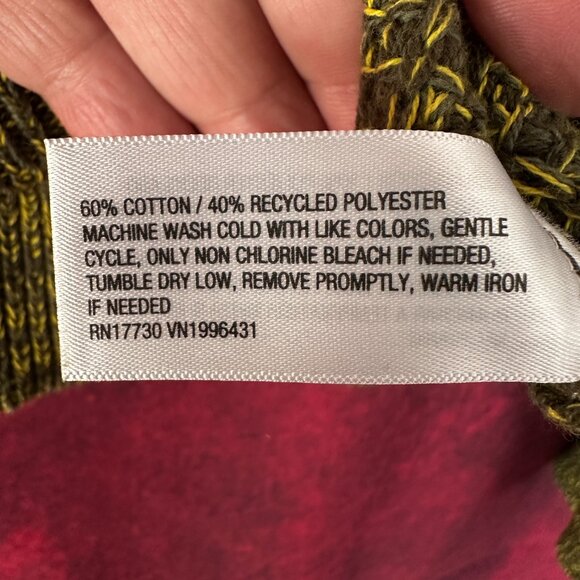 60% COTTON / 40% RECYCLED POLYESTER
MACHINE WASH COLD WITH LIKE COLORS, GENTLE
CYCLE, ONLY NON CHLORINE BLEACH IF NEEDED,
TUMBLE DRY LOW, REMOVE PROMPTLY, WARM IRON
IF NEEDED
RN17730 VN1996431